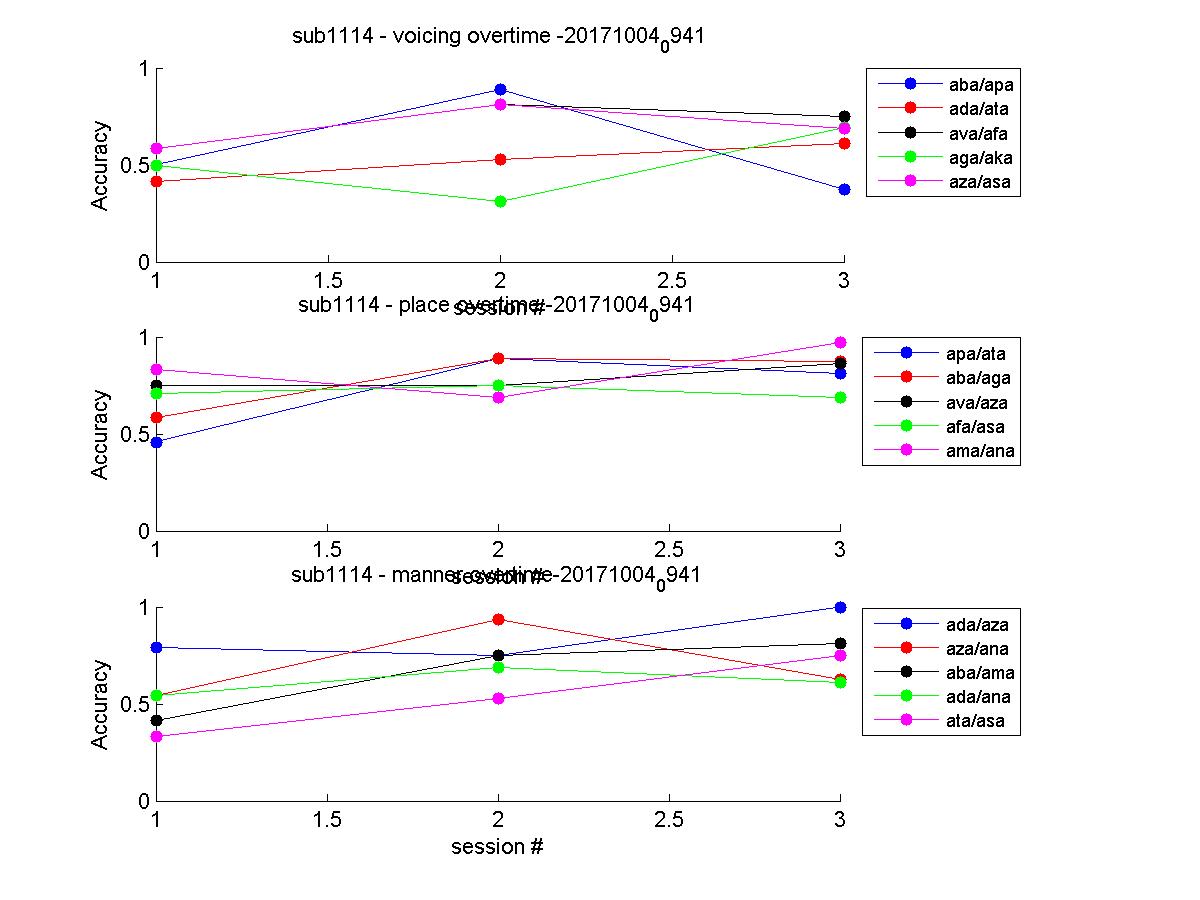 sub1114 - voicing overtime -20171004₀941
1
0.5
0
Accuracy
1 1.5 2 2.5 3
session #
aba/apa
ada/ata
ava/afa
aga/aka
aza/asa
sub1114 - place overtime -20171004₀941
1
0.5
0
Accuracy
1 1.5 2 2.5 3
session #
apa/ata
aba/aga
ava/aza
afa/asa
ama/ana
sub1114 - manner overtime -20171004₀941
1
0.5
0
Accuracy
1 1.5 2 2.5 3
session #
ada/aza
aza/ana
aba/ama
ada/ana
ata/asa